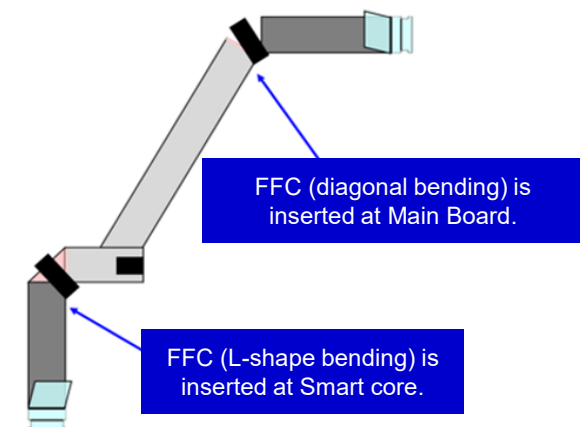 FFC (diagonal bending) is
inserted at Main Board.
FFC (L-shape bending) is
inserted at Smart core.